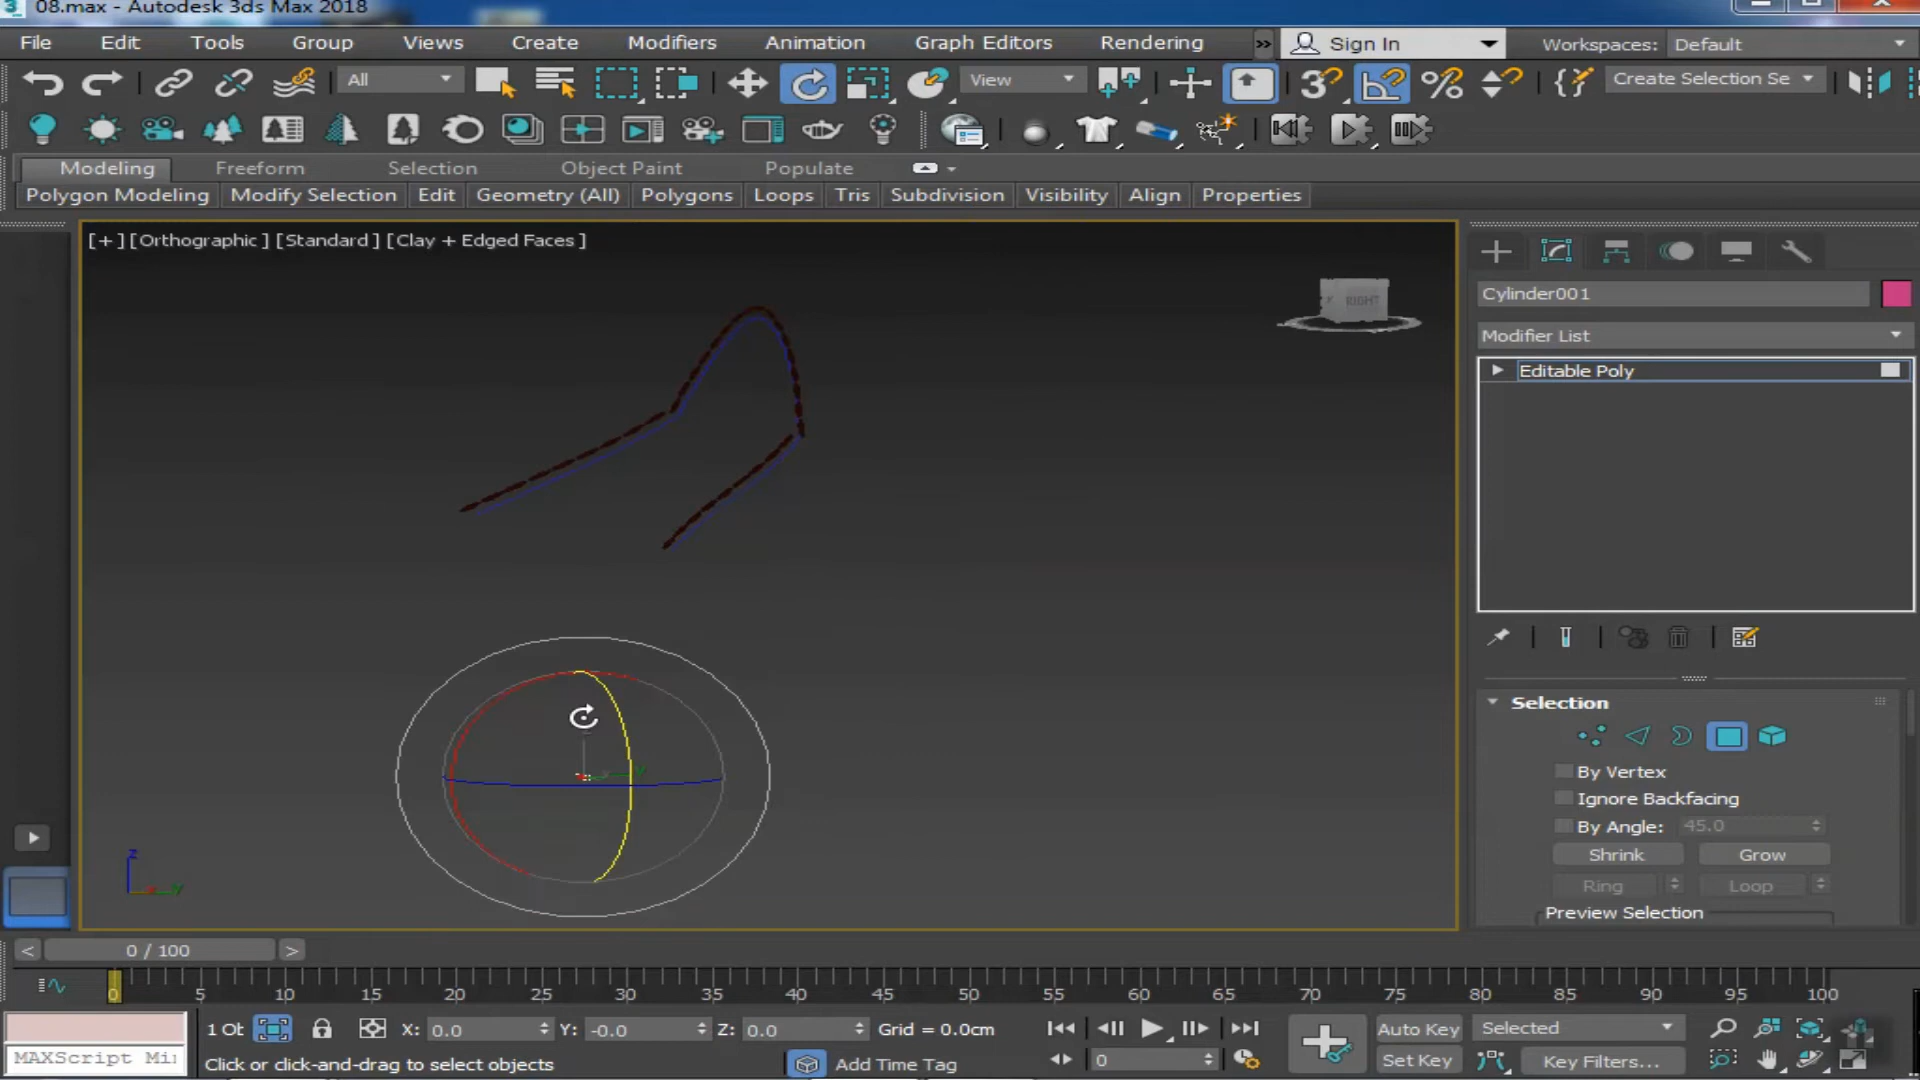 08.max - Autodesk 3ds Max 2018
File Edit Tools Group Views Create Modifiers Animation Graph Editors Rendering Sign In Workspaces: Default
All View Create Selection Se
Modeling Freeform Selection Object Paint Populate
Polygon Modeling Modify Selection Edit Geometry (All) Polygons Loops Tris Subdivision Visibility Align Properties
[+] [Orthographic ] [Standard ] [Clay + Edged Faces ]
RIGHT
Cylinder001
Modifier List
Editable Poly
Selection
By Vertex
Ignore Backfacing
By Angle: 45.0
Shrink Grow
Ring Loop
Preview Selection
z y
y
< 0 / 100 >
0 5 10 15 20 25 30 35 40 45 50 55 60 65 70 75 80 85 90 95 100
1 Ob X: 0.0 Y: -0.0 Z: 0.0 Grid = 0.0cm Auto Key Selected
MAXScript Mi Click or click-and-drag to select objects Add Time Tag 0 Set Key Key Filters...